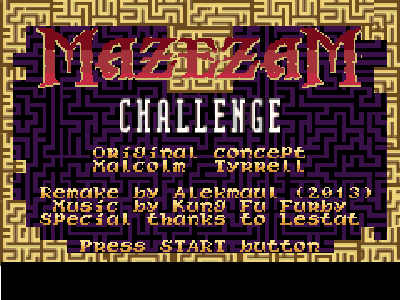 MAZEZAM
CHALLENGE
Original concept
Malcolm Tyrrell
Remake by Alekmaul (2013)
Music by Kung Fu Furby
Special thanks to Lestat
Press START button